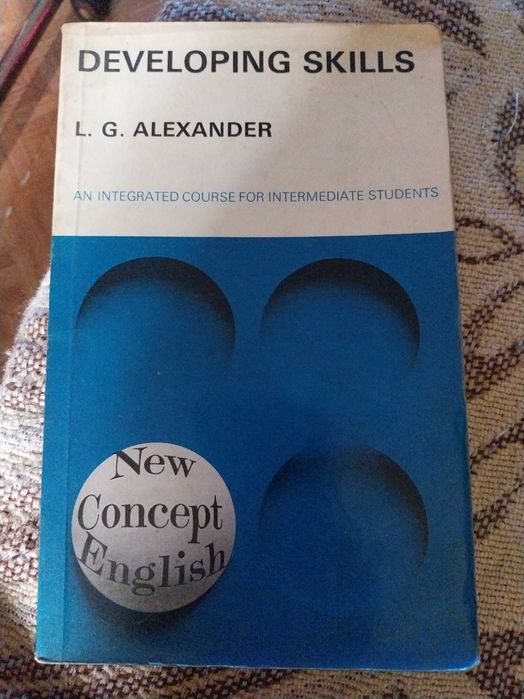 DEVELOPING SKILLS
L. G. ALEXANDER
AN INTEGRATED COURSE FOR INTERMEDIATE STUDENTS
New
Concept
English